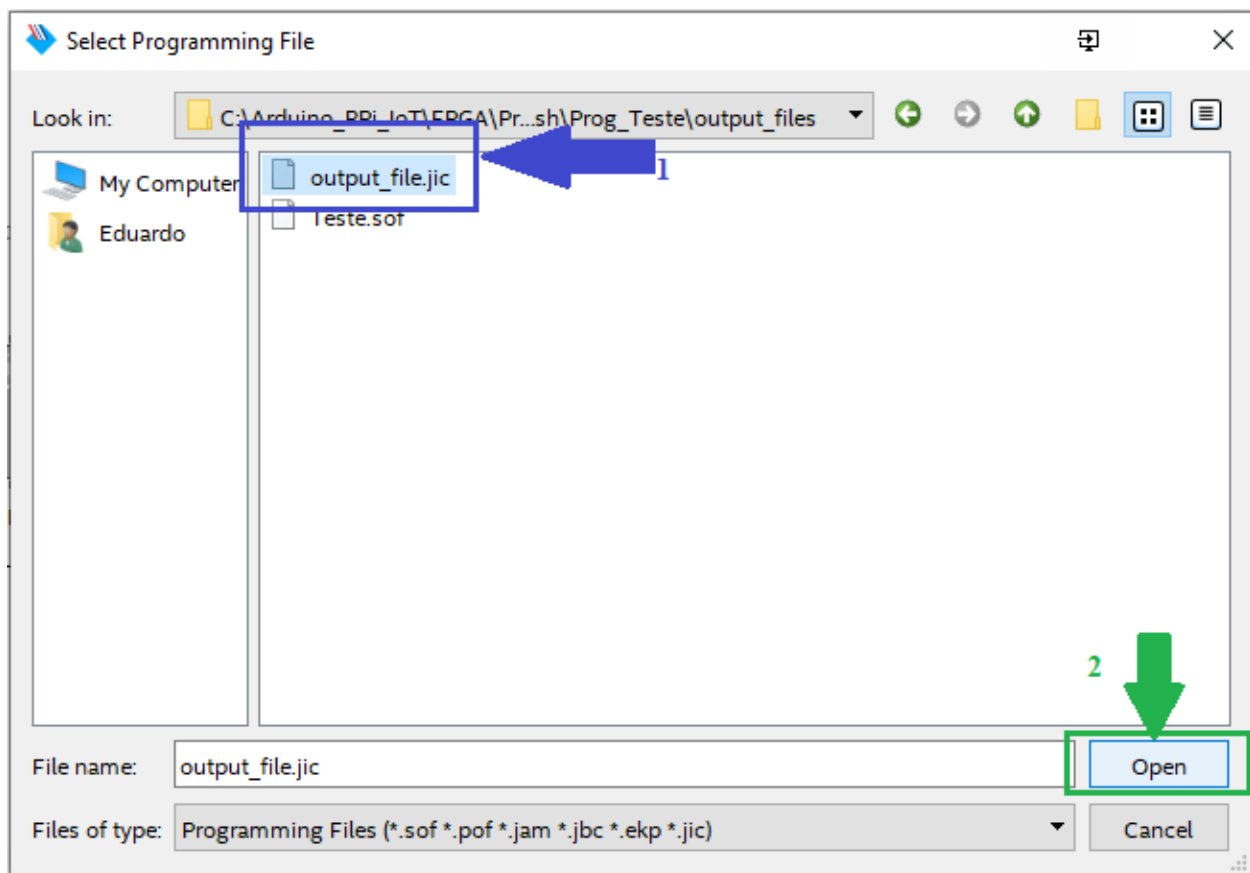 Select Programming File
Look in: C:\Arduino_RPi_IoT\FPGA\Pr...sh\Prog_Teste\output_files
My Computer
Eduardo
output_file.jic
1
Teste.sof
2
File name: output_file.jic
Open
Files of type: Programming Files (*.sof *.pof *.jam *.jbc *.ekp *.jic)
Cancel